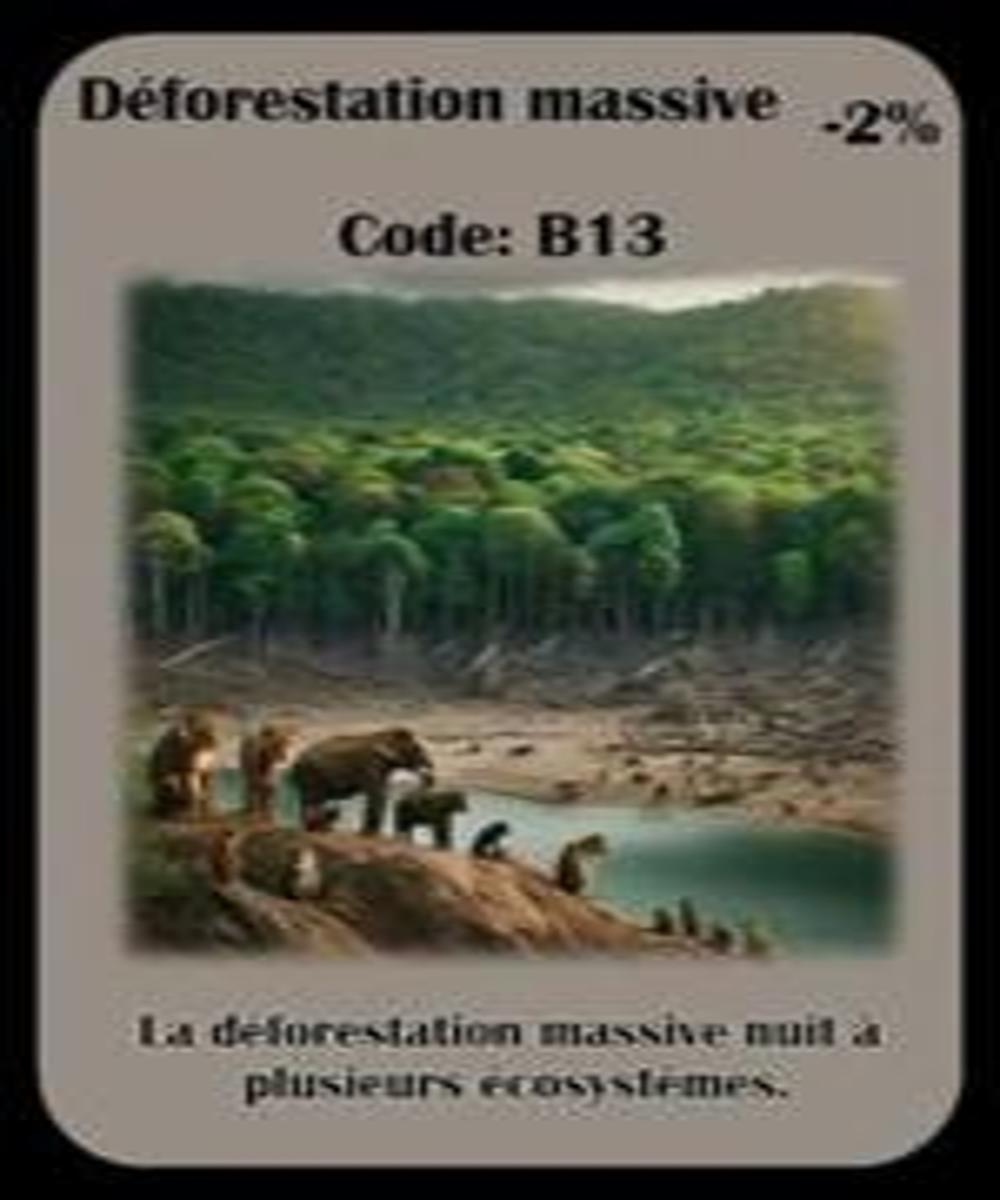 Déforestation massive -2%
Code: B13
La déforestation massive nuit à
plusieurs écosystèmes.